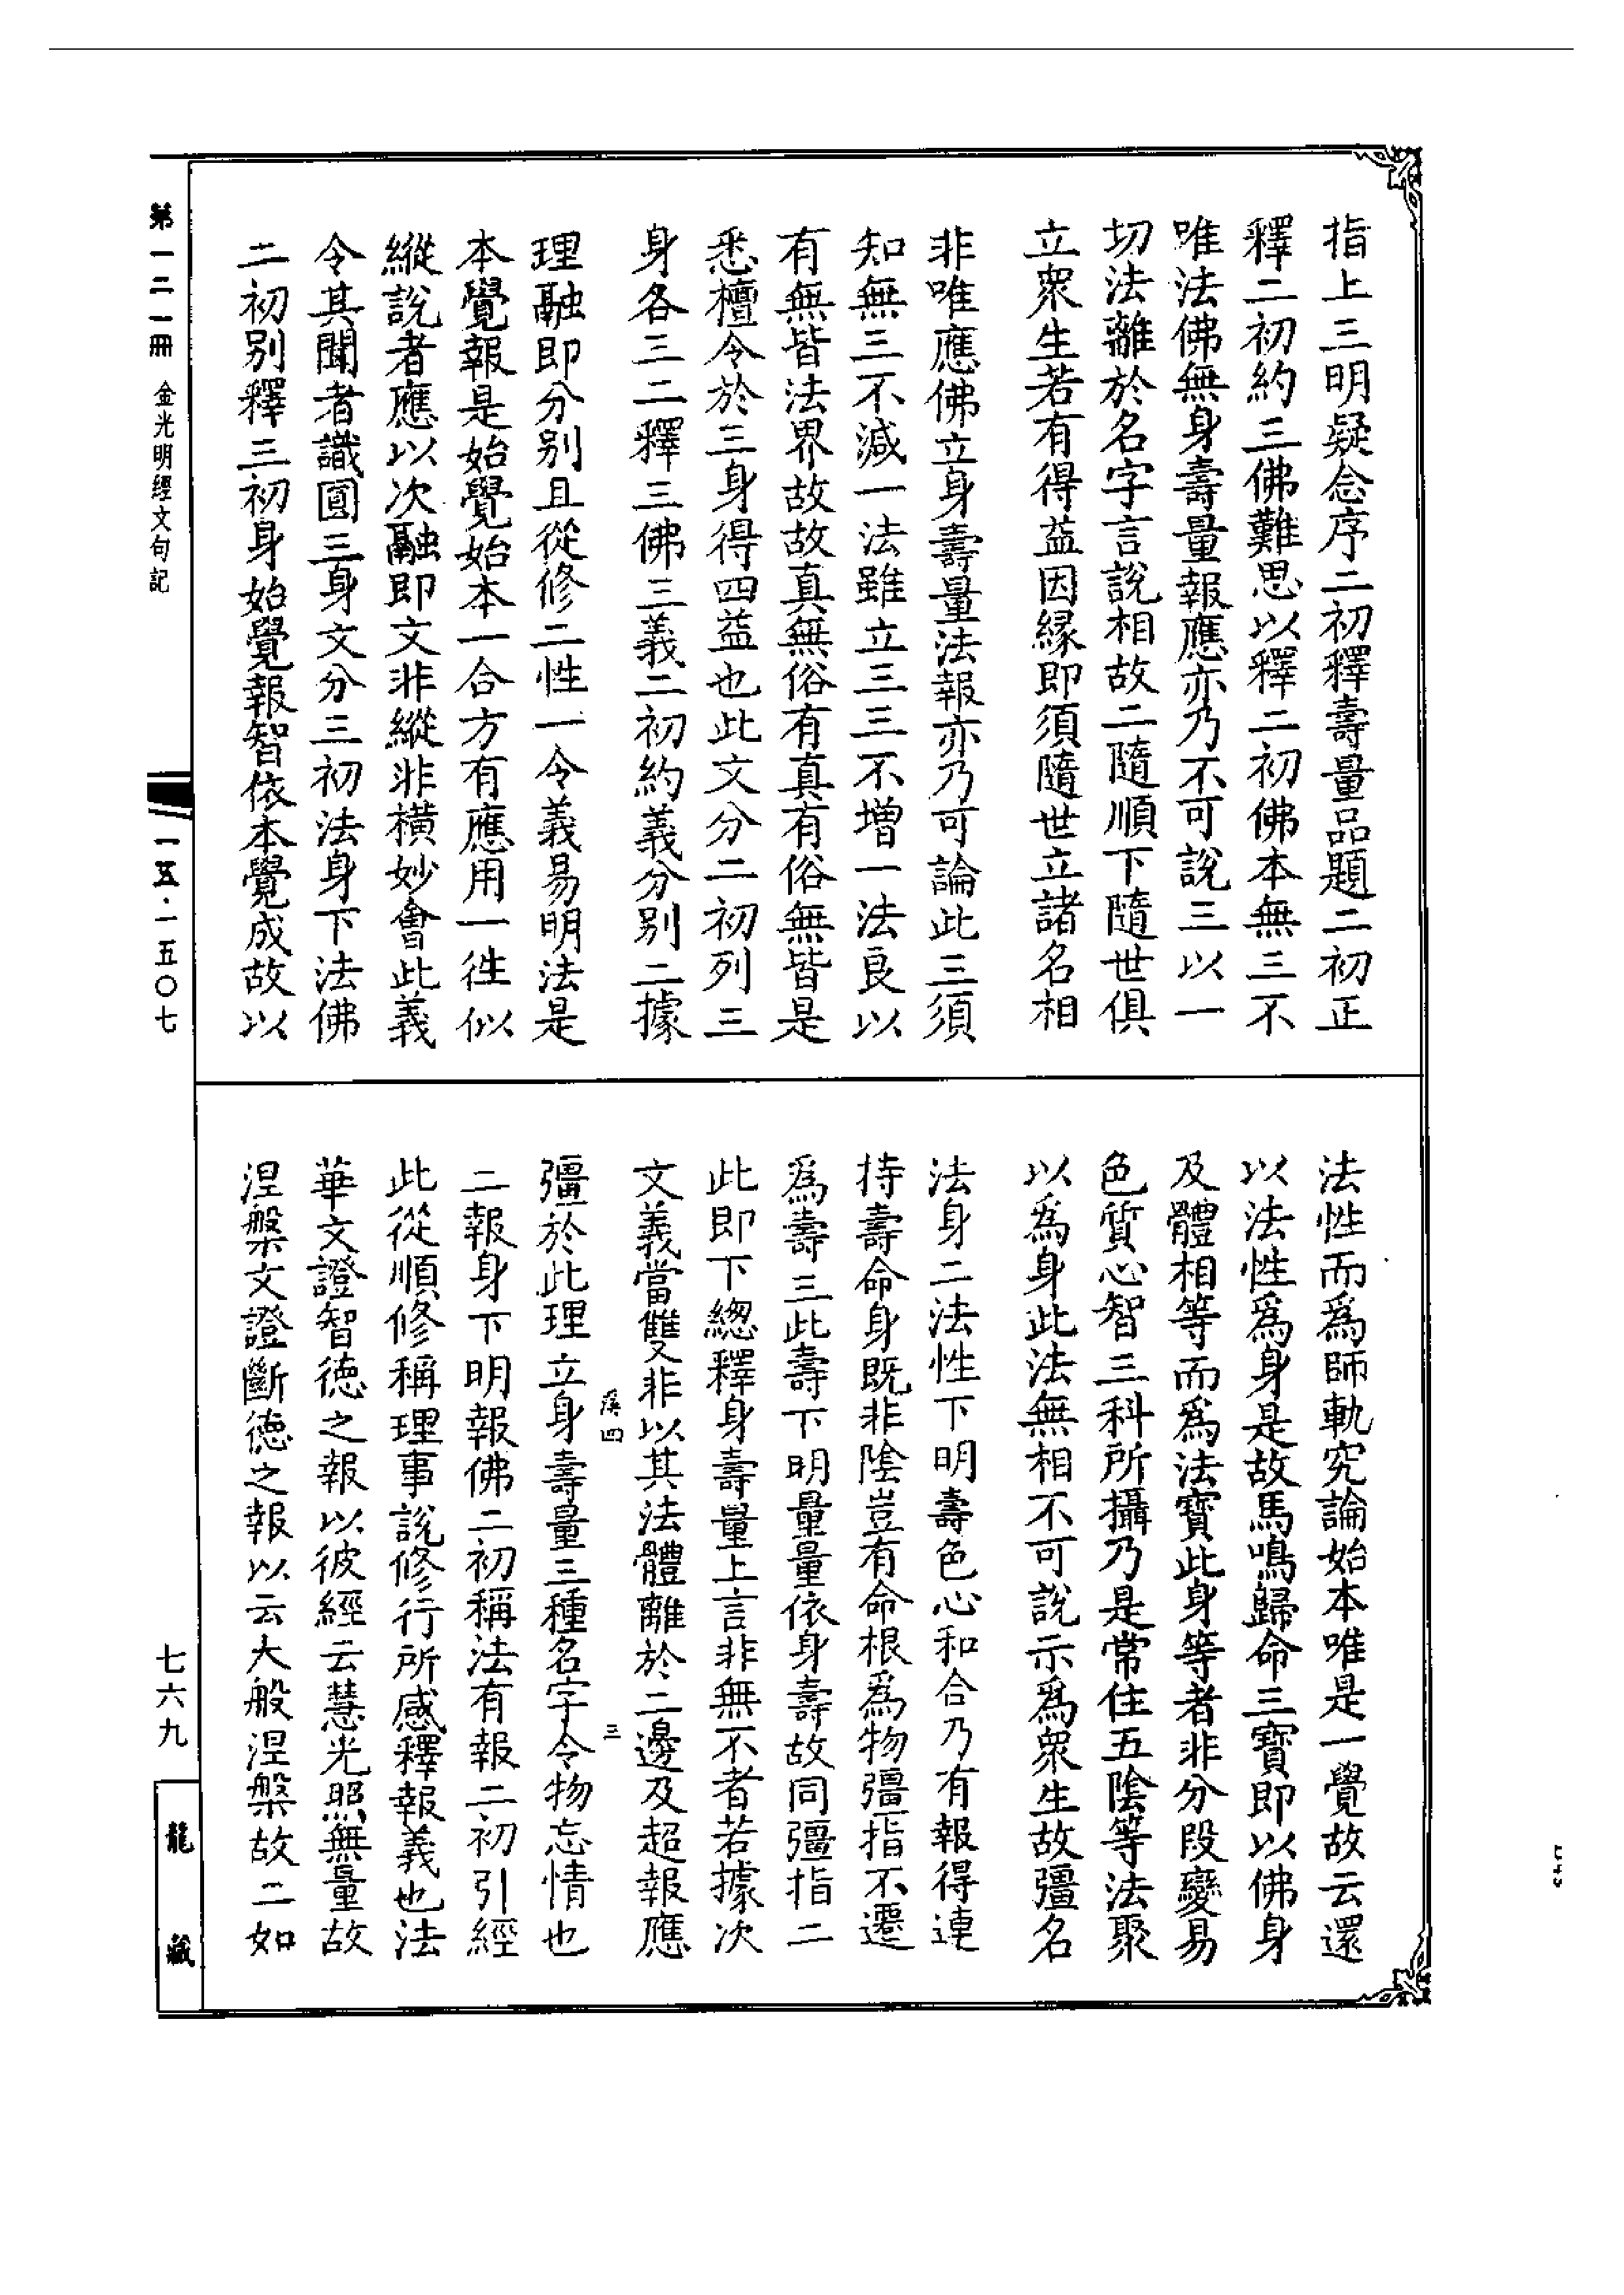 指上三明疑念序二初釋壽量品題二初正
釋二初約三佛難思以釋二初佛本無三不
唯法佛無身壽量報應亦乃不可說三以一
切法離於名字言說相故二隨順下隨世俱
立眾生若有得益因緣即須隨世立諸名相
非唯應佛立身壽量法報亦乃可論此三須
知無三不減一法雖立三三不增一法良以
有無皆法界故故真無俗有真有俗無皆是
悉檀令於三身得四益也此文分二初列三
身各三二釋三佛三義二初約義分別二據
理融即分別且從修二性一令義易明法是
本覺報是始覺始本一合方有應用一往似
縱說者應以次融即文非縱非橫妙會此義
令其聞者識圓三身文分三初法身下法佛
二初別釋三初身始覺報智依本覺成故以
法性而為師軌究論始本唯是一覺故云還
以法性為身是故馬鳴歸命三寶即以佛身
及體相等而為法寶此身等者非分段變易
色質心智三科所攝乃是常住五陰等法聚
以為身此法無相不可說示為眾生故彊名
法身二法性下明壽色心和合乃有報得連
持壽命身既非陰豈有命根為物彊指不遷
為壽三此壽下明量量依身壽故同彊指二
此即下總釋身壽量上言非無不者若據次
文義當雙非以其法體離於二邊及超報應
彊於此理立身壽量三種名字令物忘情也
二報身下明報佛二初稱法有報二初引經
此從順修稱理事說修行所感釋報義也法
華文證智德之報以彼經云慧光照無量故
涅槃文證斷德之報以云大般涅槃故二如
溪四
三
第一二一冊 金光明經文句記
一五·一五〇七
七六九
龍藏